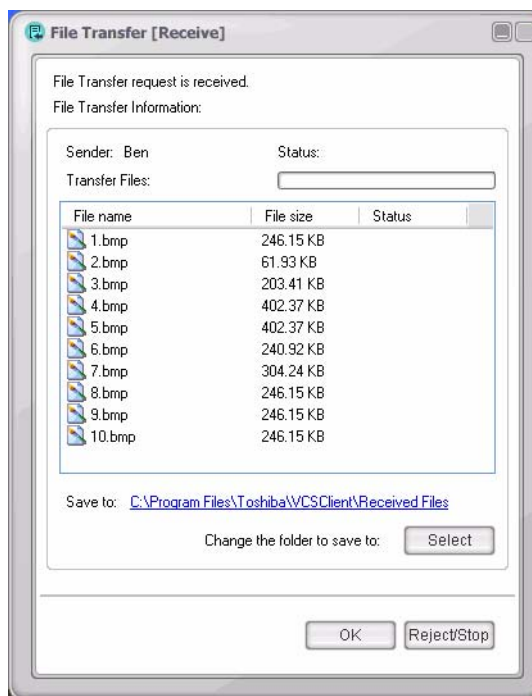 File Transfer [Receive]
File Transfer request is received.
File Transfer Information:
Sender: Ben Status:
Transfer Files:
File name File size Status
1.bmp 246.15 KB
2.bmp 61.93 KB
3.bmp 203.41 KB
4.bmp 402.37 KB
5.bmp 402.37 KB
6.bmp 240.92 KB
7.bmp 304.24 KB
8.bmp 246.15 KB
9.bmp 246.15 KB
10.bmp 246.15 KB
Save to: C:\Program Files\Toshiba\VCSClient\Received Files
Change the folder to save to: Select
OK Reject/Stop